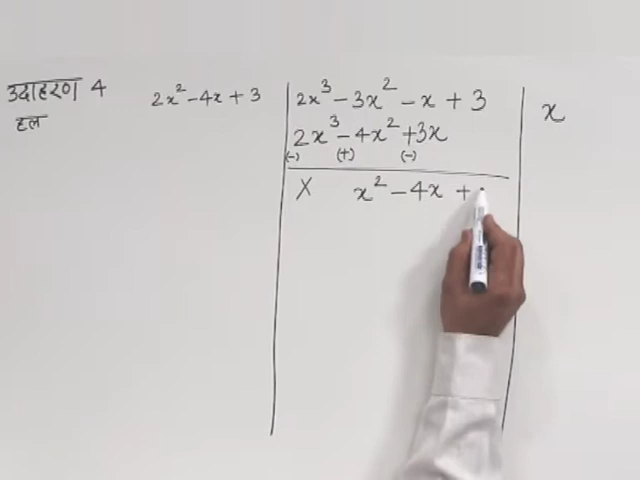 उदाहरण 4
हल
2x² - 4x + 3
2x³ - 3x² - x + 3
x
2x³ - 4x² + 3x
(-) (+) (-)
X x² - 4x +